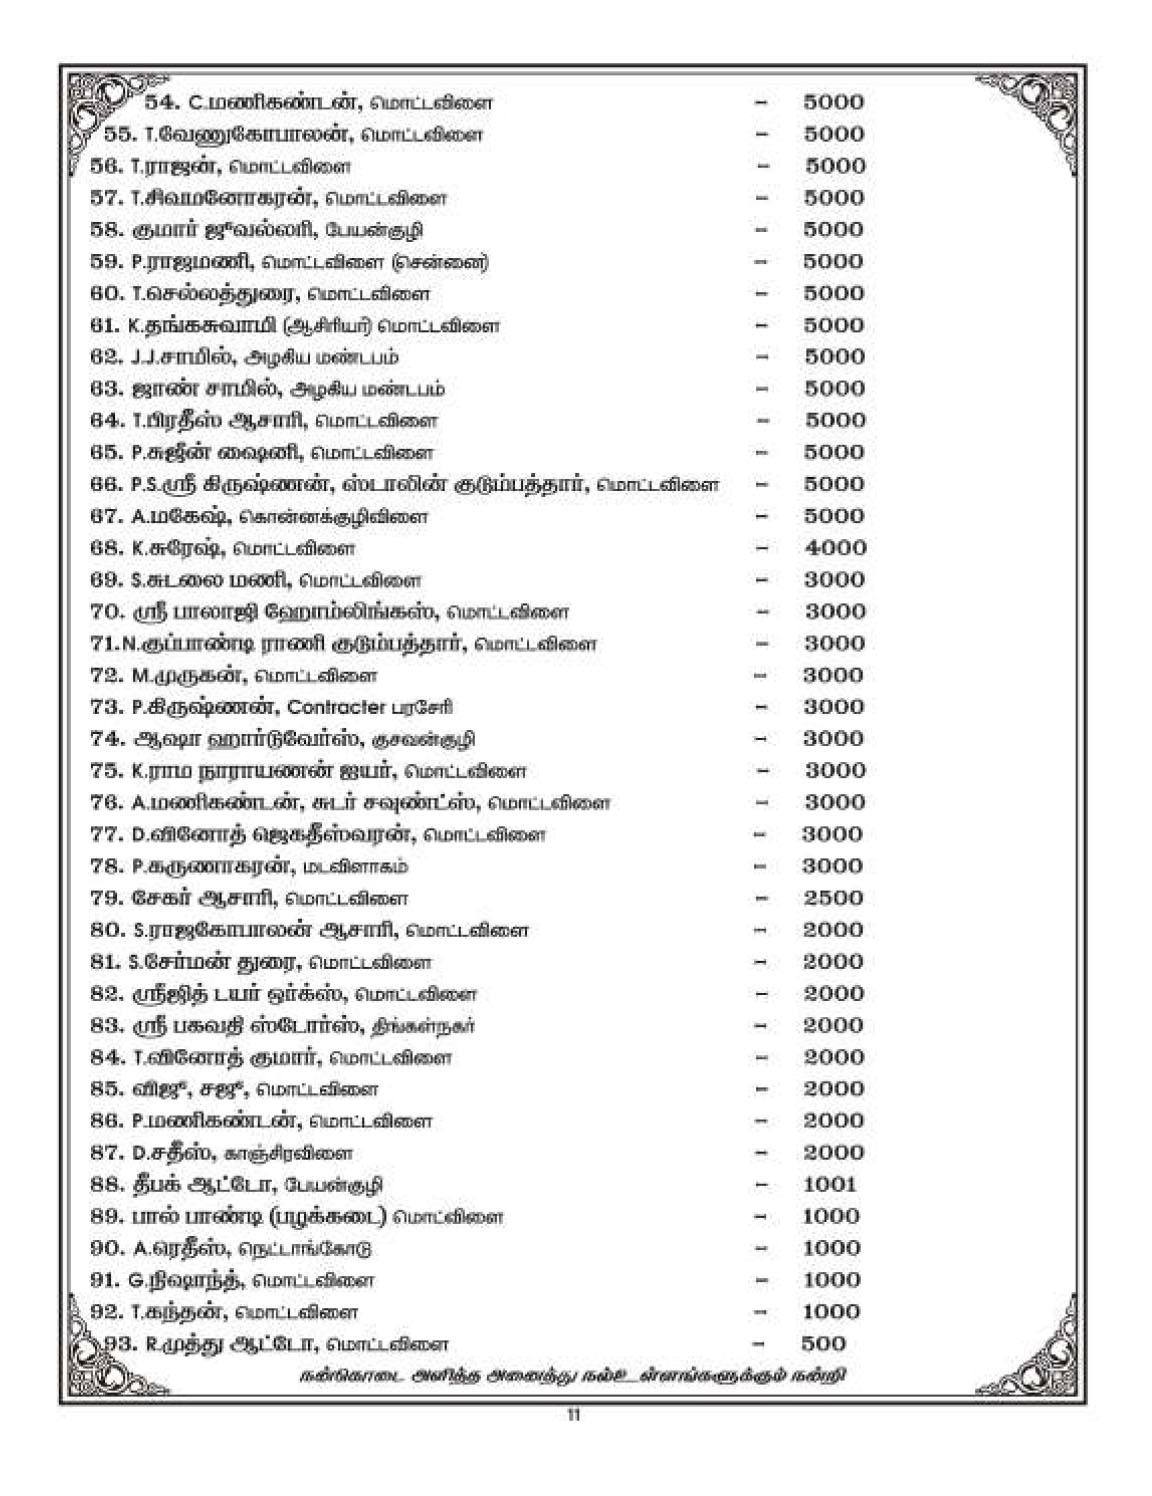 54. C.மணிகண்டன், மொட்டவிளை - 5000
55. T.வேணுகோபாலன், மொட்டவிளை - 5000
56. T.ராஜன், மொட்டவிளை - 5000
57. T.சிவமனோகரன், மொட்டவிளை - 5000
58. குமார் ஜூவல்லரி, பேயன்குழி - 5000
59. P.ராஜமணி, மொட்டவிளை (சென்னை) - 5000
60. T.செல்லத்துரை, மொட்டவிளை - 5000
61. K.தங்கசுவாமி (ஆசிரியர்) மொட்டவிளை - 5000
62. J.J.சாமில், அழகிய மண்டபம் - 5000
63. ஜாண் சாமில், அழகிய மண்டபம் - 5000
64. T.பிரதீஸ் ஆசாரி, மொட்டவிளை - 5000
65. P.சுஜீன் ஷைனி, மொட்டவிளை - 5000
66. P.S.ஸ்ரீ கிருஷ்ணன், ஸ்டாலின் குடும்பத்தார், மொட்டவிளை - 5000
67. A.மகேஷ், கொன்னக்குழிவிளை - 5000
68. K.சுரேஷ், மொட்டவிளை - 4000
69. S.சுடலை மணி, மொட்டவிளை - 3000
70. ஸ்ரீ பாலாஜி ஹோம்லிங்கஸ், மொட்டவிளை - 3000
71.N.குப்பாண்டி ராணி குடும்பத்தார், மொட்டவிளை - 3000
72. M.முருகன், மொட்டவிளை - 3000
73. P.கிருஷ்ணன், Contracter பரசேரி - 3000
74. ஆஷா ஹார்டுவேர்ஸ், குசவன்குழி - 3000
75. K.ராம நாராயணன் ஐயர், மொட்டவிளை - 3000
76. A.மணிகண்டன், சுடர் சவுண்ட்ஸ், மொட்டவிளை - 3000
77. D.வினோத் ஜெகதீஸ்வரன், மொட்டவிளை - 3000
78. P.கருணாகரன், மடவிளாகம் - 3000
79. சேகர் ஆசாரி, மொட்டவிளை - 2500
80. S.ராஜகோபாலன் ஆசாரி, மொட்டவிளை - 2000
81. S.சேர்மன் துரை, மொட்டவிளை - 2000
82. ஸ்ரீஜித் டயர் ஒர்க்ஸ், மொட்டவிளை - 2000
83. ஸ்ரீ பகவதி ஸ்டோர்ஸ், திங்கள்நகர் - 2000
84. T.வினோத் குமார், மொட்டவிளை - 2000
85. விஜூ, சஜூ, மொட்டவிளை - 2000
86. P.மணிகண்டன், மொட்டவிளை - 2000
87. D.சதீஸ், காஞ்சிரவிளை - 2000
88. தீபக் ஆட்டோ, பேயன்குழி - 1001
89. பால் பாண்டி (பழக்கடை) மொட்விளை - 1000
90. A.ரெதீஸ், நெட்டாங்கோடு - 1000
91. G.நிஷாந்த், மொட்டவிளை - 1000
92. T.கந்தன், மொட்டவிளை - 1000
93. R.முத்து ஆட்டோ, மொட்டவிளை - 500
நன்கொடை அளித்த அனைத்து நல்உள்ளங்களுக்கும் நன்றி
11